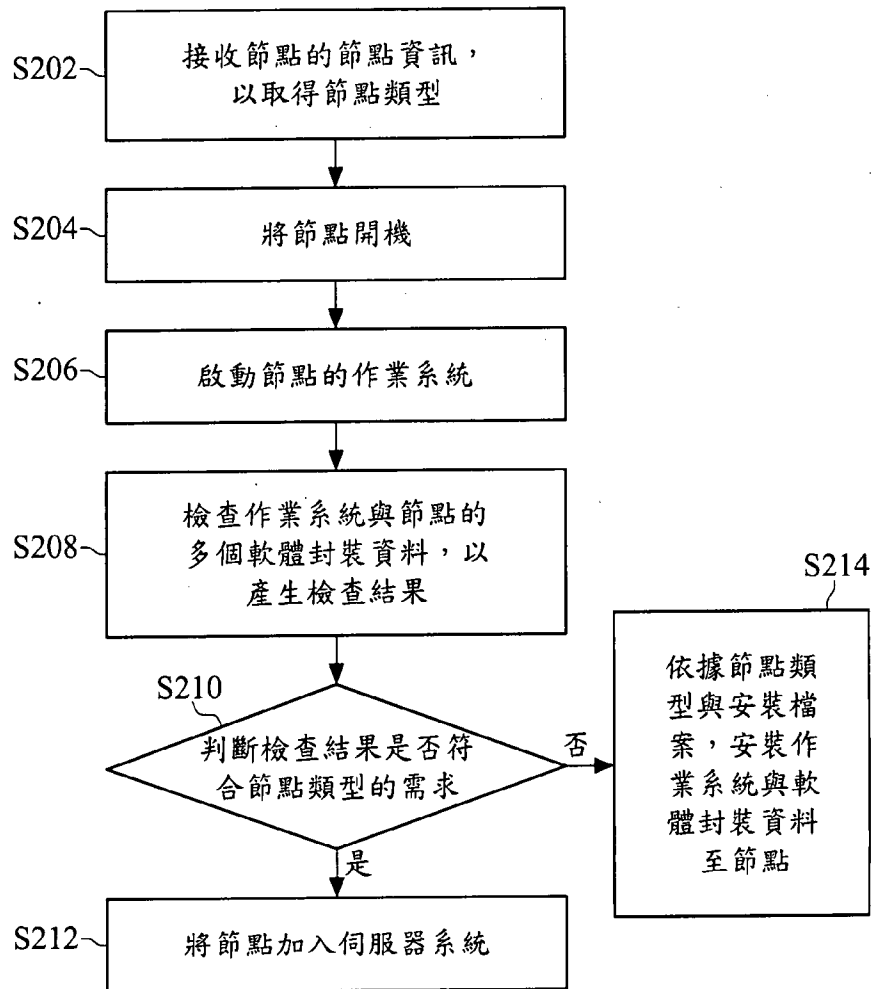 S202
接收節點的節點資訊，
以取得節點類型
S204
將節點開機
S206
啟動節點的作業系統
S208
檢查作業系統與節點的
多個軟體封裝資料，以
產生檢查結果
S210
判斷檢查結果是否符
合節點類型的需求
否
是
S214
依據節點類
型與安裝檔
案，安裝作
業系統與軟
體封裝資料
至節點
S212
將節點加入伺服器系統